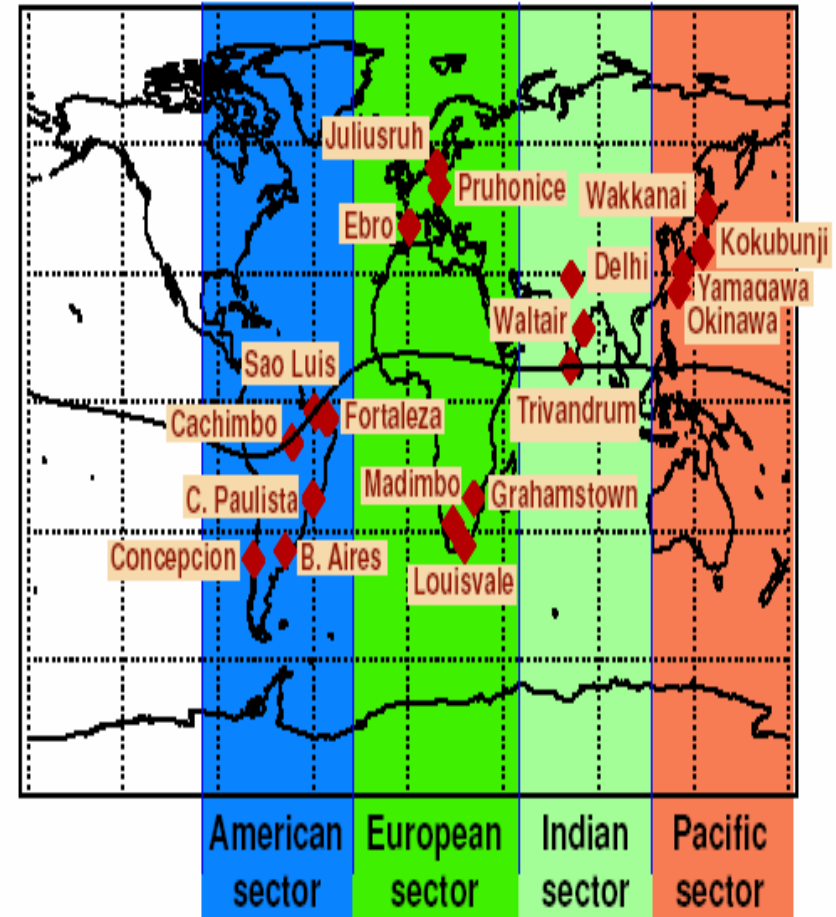 Juliusruh
Pruhonice
Wakkanai
Ebro
Kokubunji
Delhi
Yamagawa
Waltair
Okinawa
Sao Luis
Cachimbo
Fortaleza
Trivandrum
Madimbo
C. Paulista
Grahamstown
Concepcion
B. Aires
Louisvale
American sector
European sector
Indian sector
Pacific sector